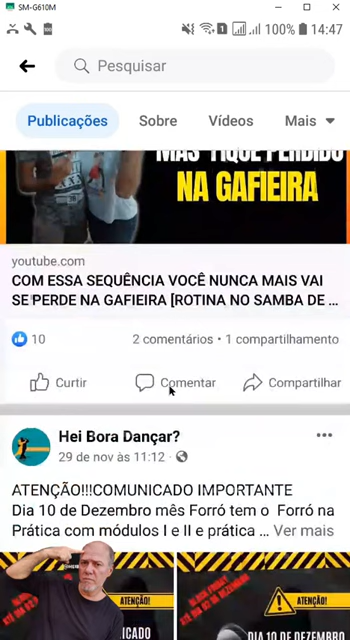 SM-G610M
100% 14:47
Pesquisar
Publicações Sobre Vídeos Mais
MAS FIQUE PERDIDO
NA GAFIEIRA
youtube.com
COM ESSA SEQUÊNCIA VOCÊ NUNCA MAIS VAI
SE PERDE NA GAFIEIRA [ROTINA NO SAMBA DE ...
10 2 comentários • 1 compartilhamento
Curtir Comentar Compartilhar
Hei Bora Dançar?
29 de nov às 11:12 ·
ATENÇÃO!!!COMUNICADO IMPORTANTE
Dia 10 de Dezembro mês Forró tem o Forró na
Prática com módulos I e II e prática ... Ver mais
ATENÇÃO!
ATENÇÃO!
DIA 10 DE DEZEMBRO